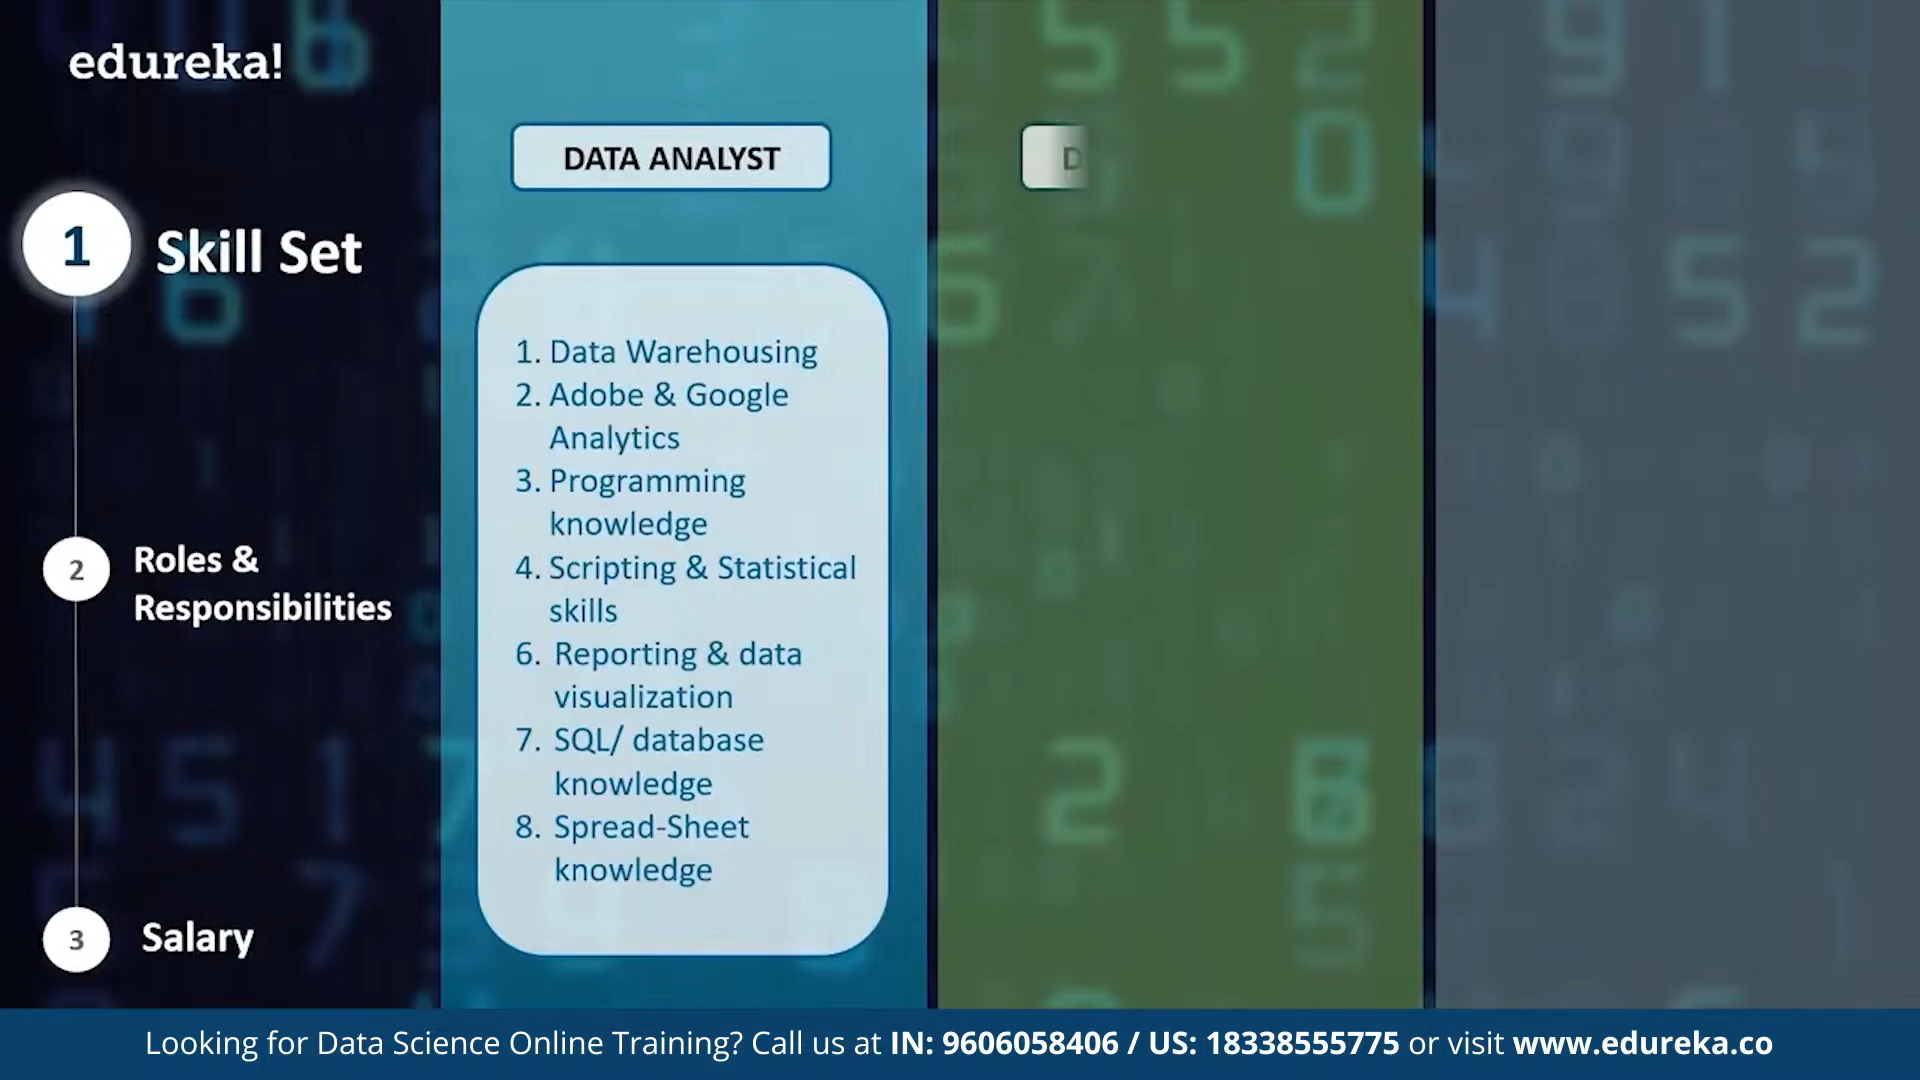 edureka!
DATA ANALYST
D
1
Skill Set
1. Data Warehousing
2. Adobe & Google
Analytics
3. Programming
knowledge
4. Scripting & Statistical
skills
6. Reporting & data
visualization
7. SQL/ database
knowledge
8. Spread-Sheet
knowledge
2
Roles &
Responsibilities
3
Salary
Looking for Data Science Online Training? Call us at IN: 9606058406 / US: 18338555775 or visit www.edureka.co